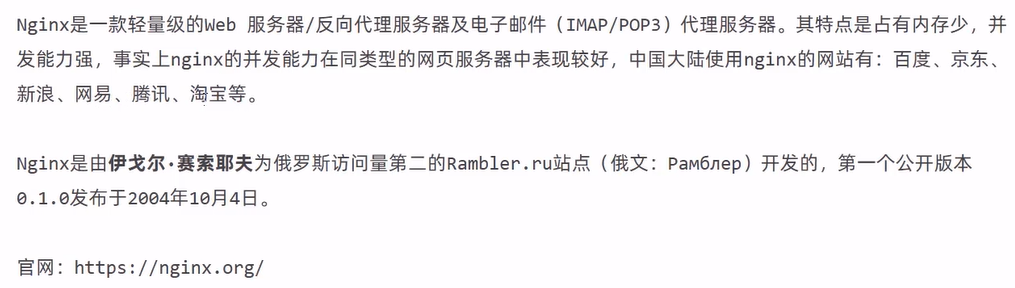 Nginx是一款轻量级的Web 服务器/反向代理服务器及电子邮件（IMAP/POP3）代理服务器。其特点是占有内存少，并
发能力强，事实上nginx的并发能力在同类型的网页服务器中表现较好，中国大陆使用nginx的网站有：百度、京东、
新浪、网易、腾讯、淘宝等。
Nginx是由伊戈尔·赛索耶夫为俄罗斯访问量第二的Rambler.ru站点（俄文：Рамблер）开发的，第一个公开版本
0.1.0发布于2004年10月4日。
官网：https://nginx.org/